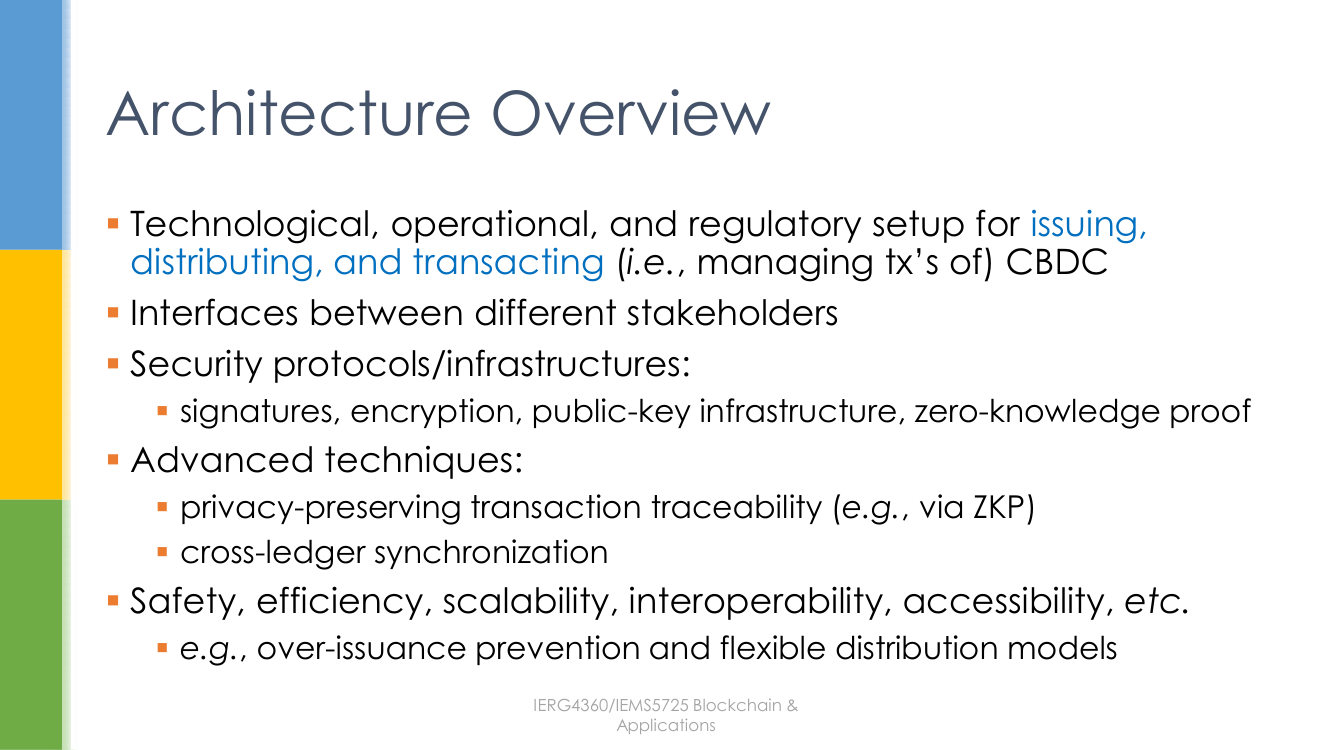 Architecture Overview
▪ Technological, operational, and regulatory setup for issuing,
distributing, and transacting (i.e., managing tx’s of) CBDC
▪ Interfaces between different stakeholders
▪ Security protocols/infrastructures:
▪ signatures, encryption, public-key infrastructure, zero-knowledge proof
▪ Advanced techniques:
▪ privacy-preserving transaction traceability (e.g., via ZKP)
▪ cross-ledger synchronization
▪ Safety, efficiency, scalability, interoperability, accessibility, etc.
▪ e.g., over-issuance prevention and flexible distribution models
IERG4360/IEMS5725 Blockchain &
Applications